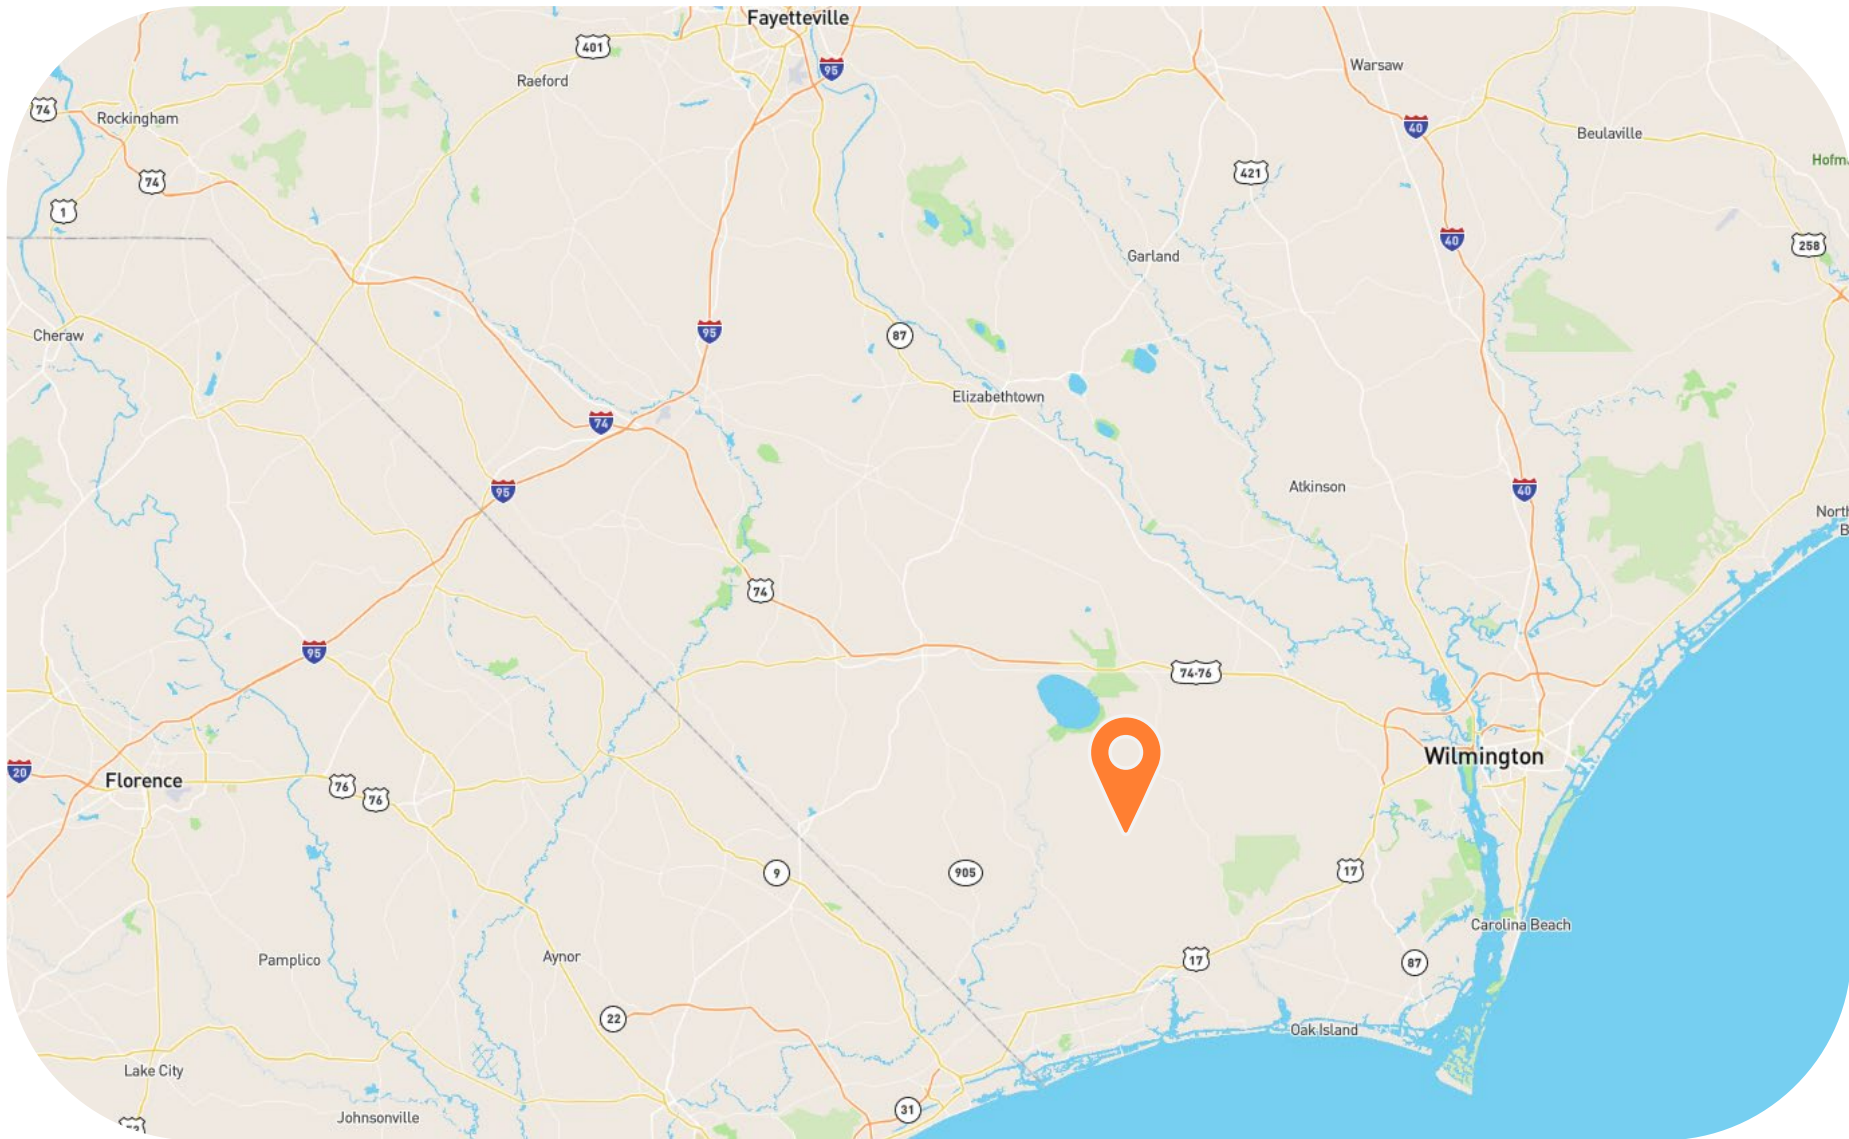 Fayetteville
401
Raeford
95
Warsaw
74
Rockingham
40
Beulaville
Hofm
74
421
1
40
258
Garland
Cheraw
95
87
Elizabethtown
74
95
Atkinson
40
North
B
74
95
74-76
Wilmington
20
Florence
76
76
9
905
17
Carolina Beach
Pamplico
Aynor
17
87
22
Oak Island
Lake City
Johnsonville
31